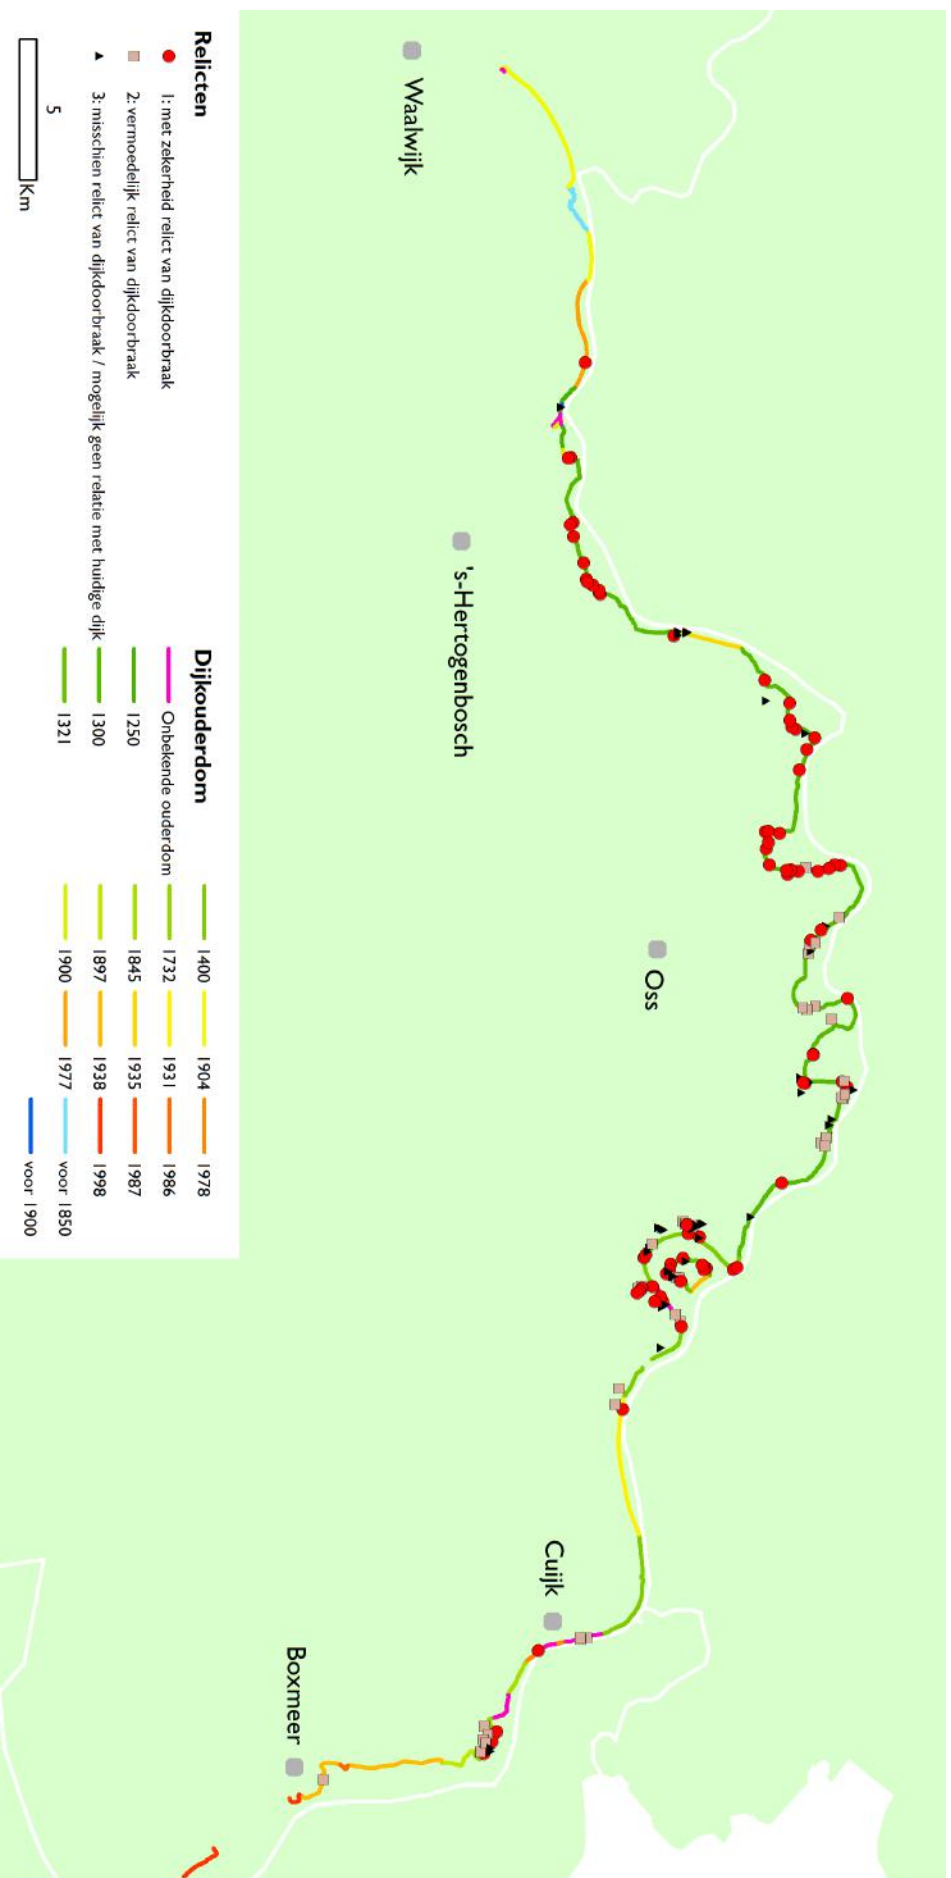 Waalwijk
's-Hertogenbosch
Oss
Cuijk
Boxmeer
Relicten
1: met zekerheid relict van dijkdoorbraak
2: vermoedelijk relict van dijkdoorbraak
3: misschien relict van dijkdoorbraak / mogelijk geen relatie met huidige dijk
5
Km
Dijkouderdom
Onbekende ouderdom
1250
1300
1321
1400
1732
1845
1897
1900
1904
1931
1935
1938
1977
1978
1986
1987
1998
voor 1850
voor 1900